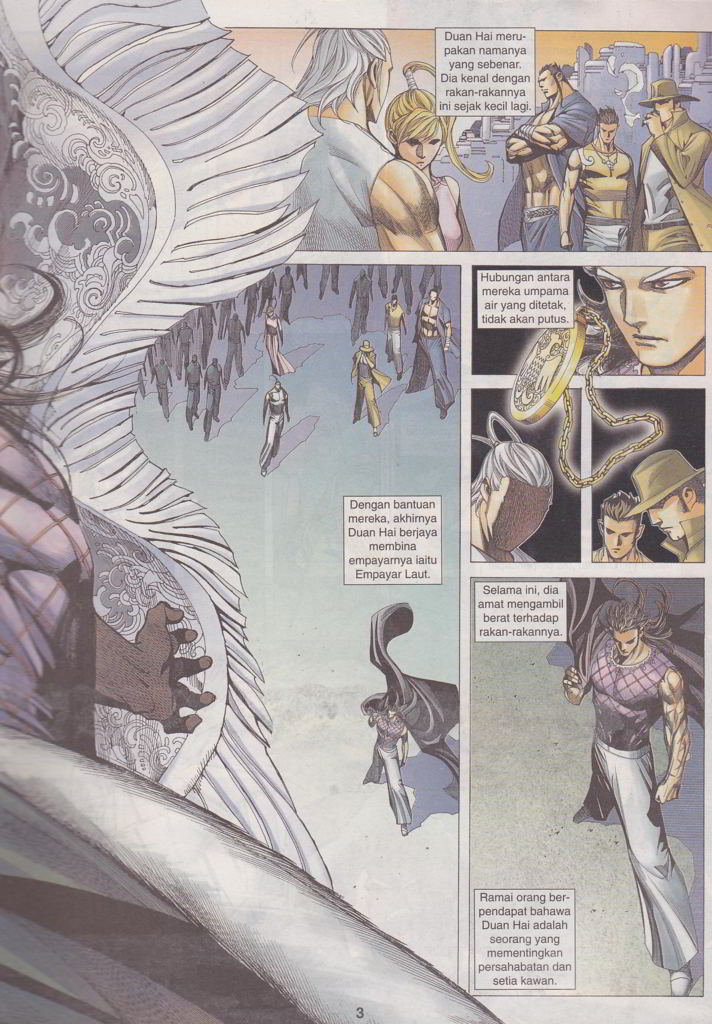 Duan Hai meru-
pakan namanya
yang sebenar.
Dia kenal dengan
rakan-rakannya
ini sejak kecil lagi.
Hubungan antara
mereka umpama
air yang ditetak,
tidak akan putus.
Dengan bantuan
mereka, akhirnya
Duan Hai berjaya
membina
empayarnya iaitu
Empayar Laut.
Selama ini, dia
amat mengambil
berat terhadap
rakan-rakannya.
Ramai orang ber-
pendapat bahawa
Duan Hai adalah
seorang yang
mementingkan
persahabatan dan
setia kawan.
3